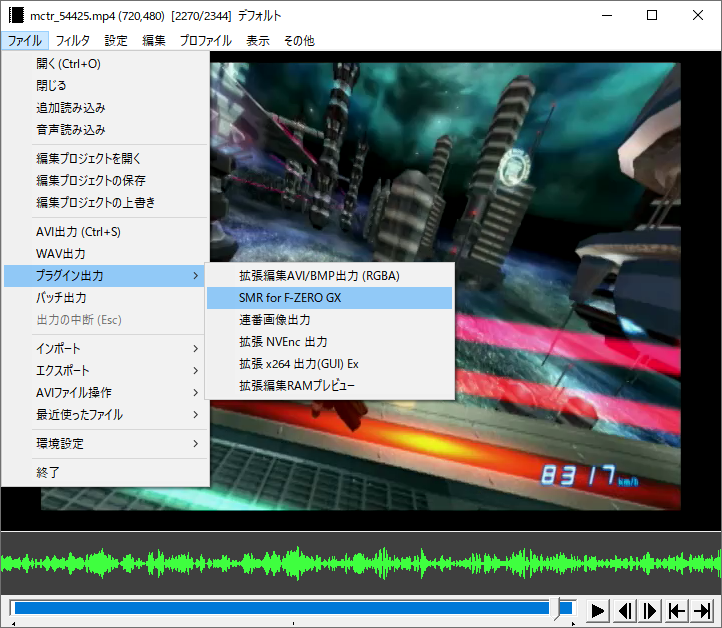 mctr_54425.mp4 (720,480) [2270/2344] デフォルト
ファイル フィルタ 設定 編集 プロファイル 表示 その他
開く(Ctrl+O)
閉じる
追加読み込み
音声読み込み
編集プロジェクトを開く
編集プロジェクトの保存
編集プロジェクトの上書き
AVI出力 (Ctrl+S)
WAV出力
プラグイン出力
バッチ出力
出力の中断 (Esc)
インポート
エクスポート
AVIファイル操作
最近使ったファイル
環境設定
終了
拡張編集AVI/BMP出力 (RGBA)
SMR for F-ZERO GX
連番画像出力
拡張 NVEnc 出力
拡張 x264 出力(GUI) Ex
拡張編集RAMプレビュー
8317km/h